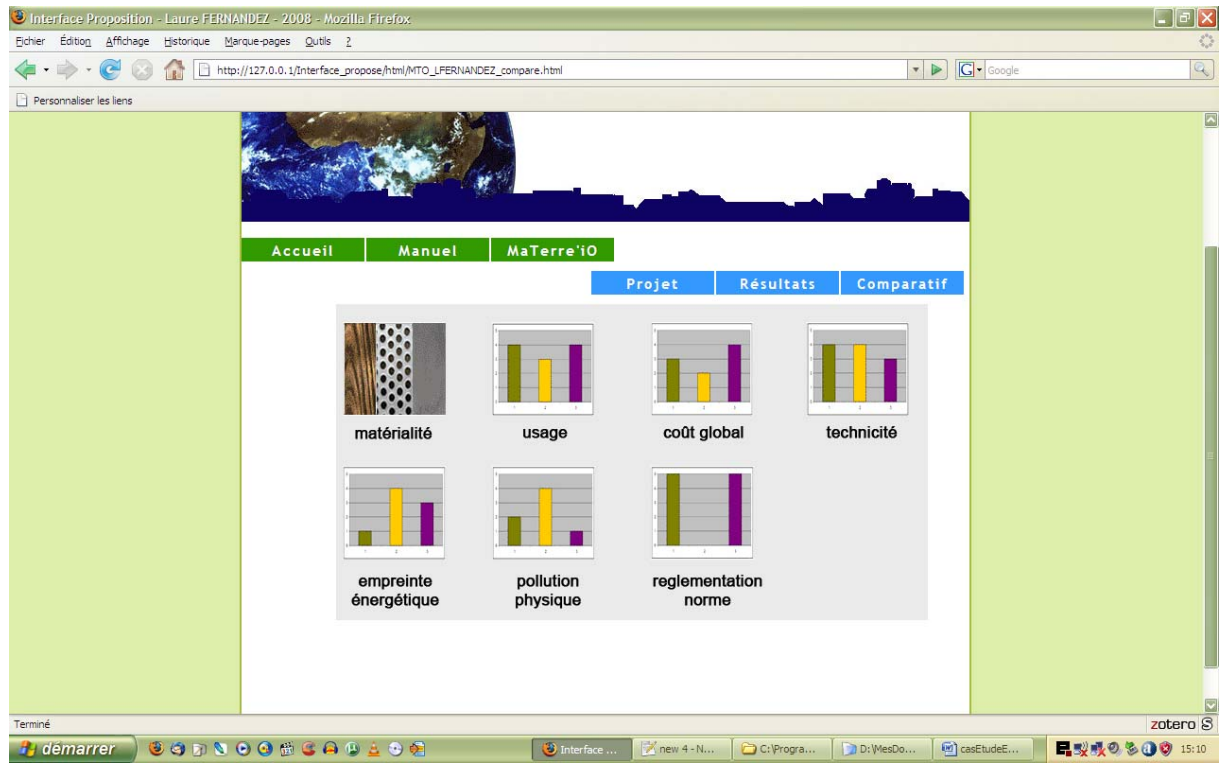 Interface Proposition - Laure FERNANDEZ - 2008 - Mozilla Firefox
Fichier Édition Affichage Historique Marque-pages Outils ?
http://127.0.0.1/Interface_propose/html/MTO_LFERNANDEZ_compare.html
Google
Personnaliser les liens
Accueil Manuel MaTerre'iO
Projet Résultats Comparatif
matérialité usage coût global technicité
empreinte énergétique
pollution physique
reglementation norme
Terminé
zotero
démarrer Interface ... new 4 - N... C:\Progra... D:\MesDo... casEtudeE... 15:10